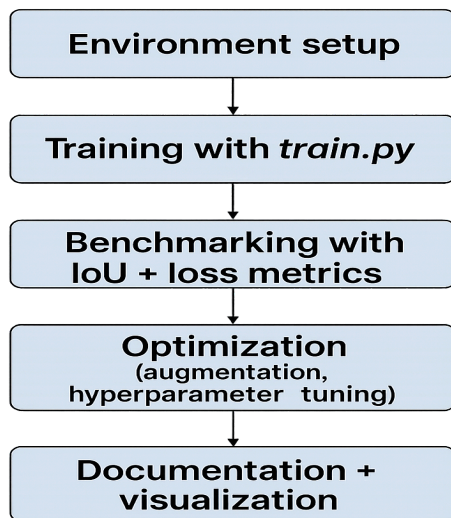 Environment setup
Training with train.py
Benchmarking with
IoU + loss metrics
Optimization
(augmentation,
hyperparameter tuning)
Documentation +
visualization